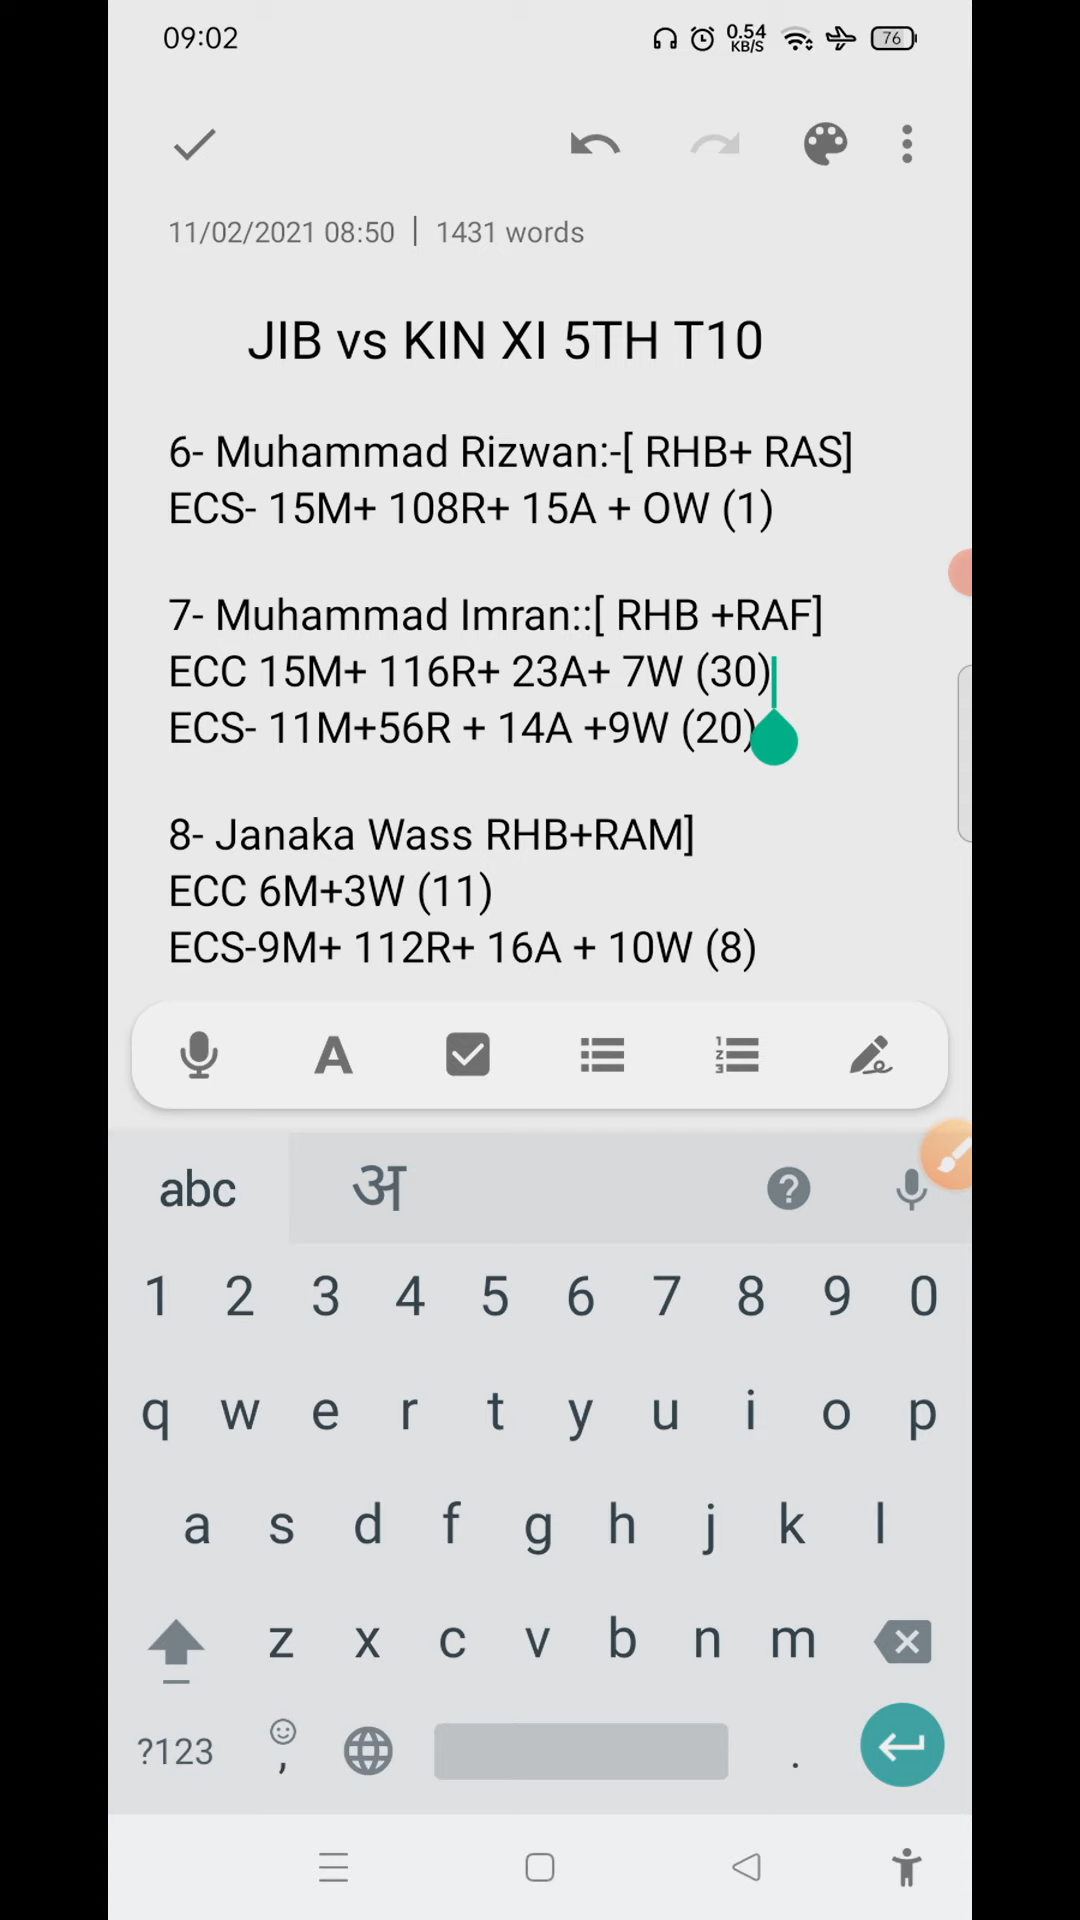 09:02
0.54
KB/S
76
11/02/2021 08:50 | 1431 words
JIB vs KIN XI 5TH T10
6- Muhammad Rizwan:-[ RHB+ RAS]
ECS- 15M+ 108R+ 15A + OW (1)
7- Muhammad Imran::[ RHB +RAF]
ECC 15M+ 116R+ 23A+ 7W (30)
ECS- 11M+56R + 14A +9W (20)
8- Janaka Wass RHB+RAM]
ECC 6M+3W (11)
ECS-9M+ 112R+ 16A + 10W (8)
A
1
2
3
abc अ ?
1 2 3 4 5 6 7 8 9 0
q w e r t y u i o p
a s d f g h j k l
z x c v b n m
?123 , .